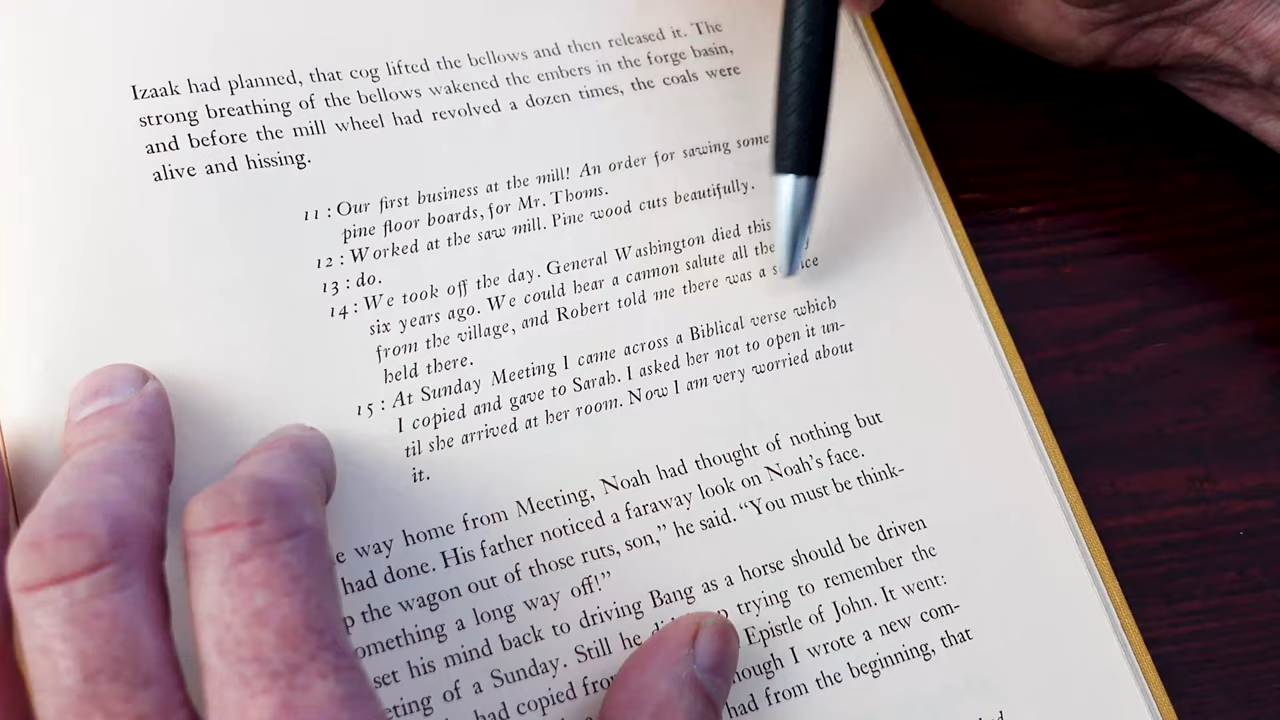 Izaak had planned, that cog lifted the bellows and then released it. The
strong breathing of the bellows wakened the embers in the forge basin,
and before the mill wheel had revolved a dozen times, the coals were
alive and hissing.
11 : Our first business at the mill! An order for sawing some
pine floor boards, for Mr. Thoms.
12 : Worked at the saw mill. Pine wood cuts beautifully.
13 : do.
14 : We took off the day. General Washington died this
six years ago. We could hear a cannon salute all the
from the village, and Robert told me there was a
held there.
15 : At Sunday Meeting I came across a Biblical verse which
I copied and gave to Sarah. I asked her not to open it un-
til she arrived at her room. Now I am very worried about
it.
way home from Meeting, Noah had thought of nothing but
had done. His father noticed a faraway look on Noah's face.
the wagon out of those ruts, son,” he said. “You must be think-
a long way off!”
set his mind back to driving Bang as a horse should be driven
of a Sunday. Still he trying to remember the
had copied Epistle of John. It went:
I wrote a new com-
had from the beginning, that